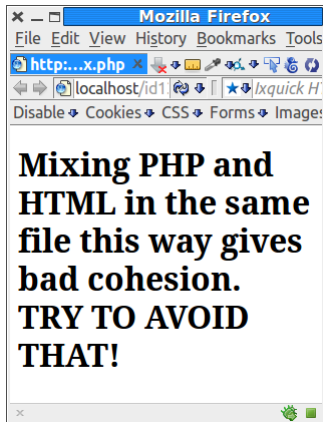 Mozilla Firefox
File Edit View History Bookmarks Tools
http:...x.php
localhost/id1 Ixquick H
Disable Cookies CSS Forms Images
Mixing PHP and
HTML in the same
file this way gives
bad cohesion.
TRY TO AVOID
THAT!